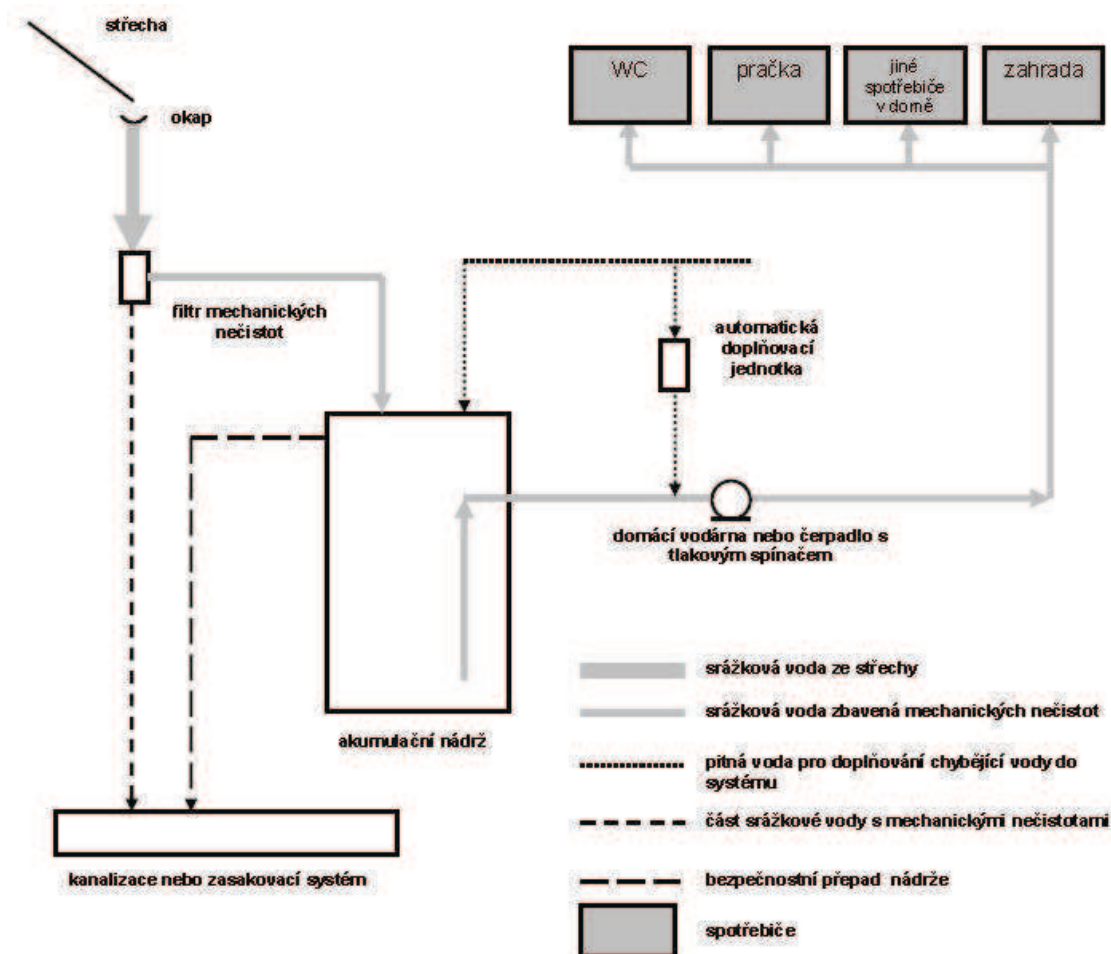 střecha
okap
WC
pračka
jiné
spotřebiče
v domě
zahrada
filtr mechanických
nečistot
automatická
doplňovací
jednotka
domácí vodárna nebo čerpadlo s
tlakovým spínačem
akumulační nádrž
kanalizace nebo zasakovací systém
srážková voda ze střechy
srážková voda zbavená mechanických nečistot
pitná voda pro doplňování chybějící vody do
systému
část srážkové vody s mechanickými nečistotami
bezpečnostní přepad nádrže
spotřebiče